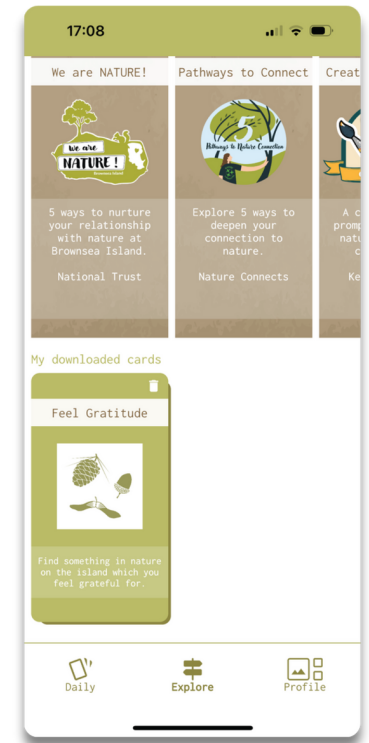 17:08
We are NATURE!
Pathways to Connect
Creat
We are
NATURE !
Brownsea Island
5
Pathways to Nature Connection
5 ways to nurture
your relationship
with nature at
Brownsea Island.
National Trust
Explore 5 ways to
deepen your
connection to
nature.
Nature Connects
A c
promp
natu
c
Ke
My downloaded cards
Feel Gratitude
Find something in nature
on the island which you
feel grateful for.
Daily
Explore
Profile